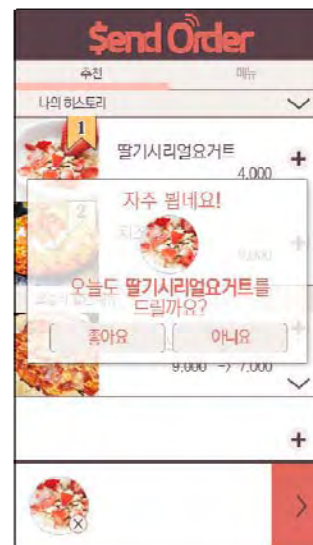 $end Order
추천 메뉴
나의 히스토리
1
딸기시리얼요거트
4,000
자주 뵙네요!
2
오늘도 딸기시리얼요거트를
드릴까요?
좋아요 아니요
9,000 -> 7,000